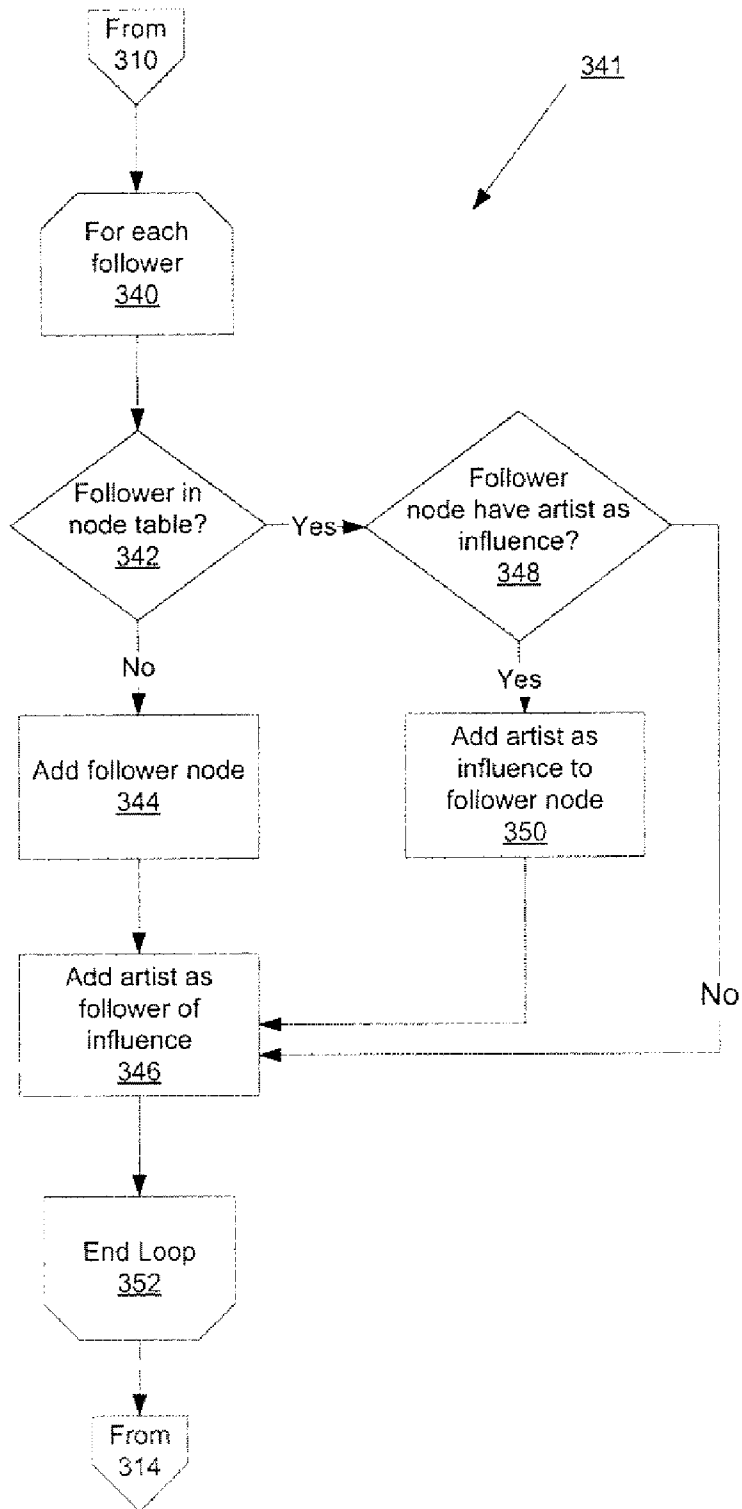 From
310
341
For each
follower
340
Follower in
node table?
342
Yes
Follower
node have artist as
influence?
348
No
Yes
Add follower node
344
Add artist as
influence to
follower node
350
Add artist as
follower of
influence
346
No
End Loop
352
From
314